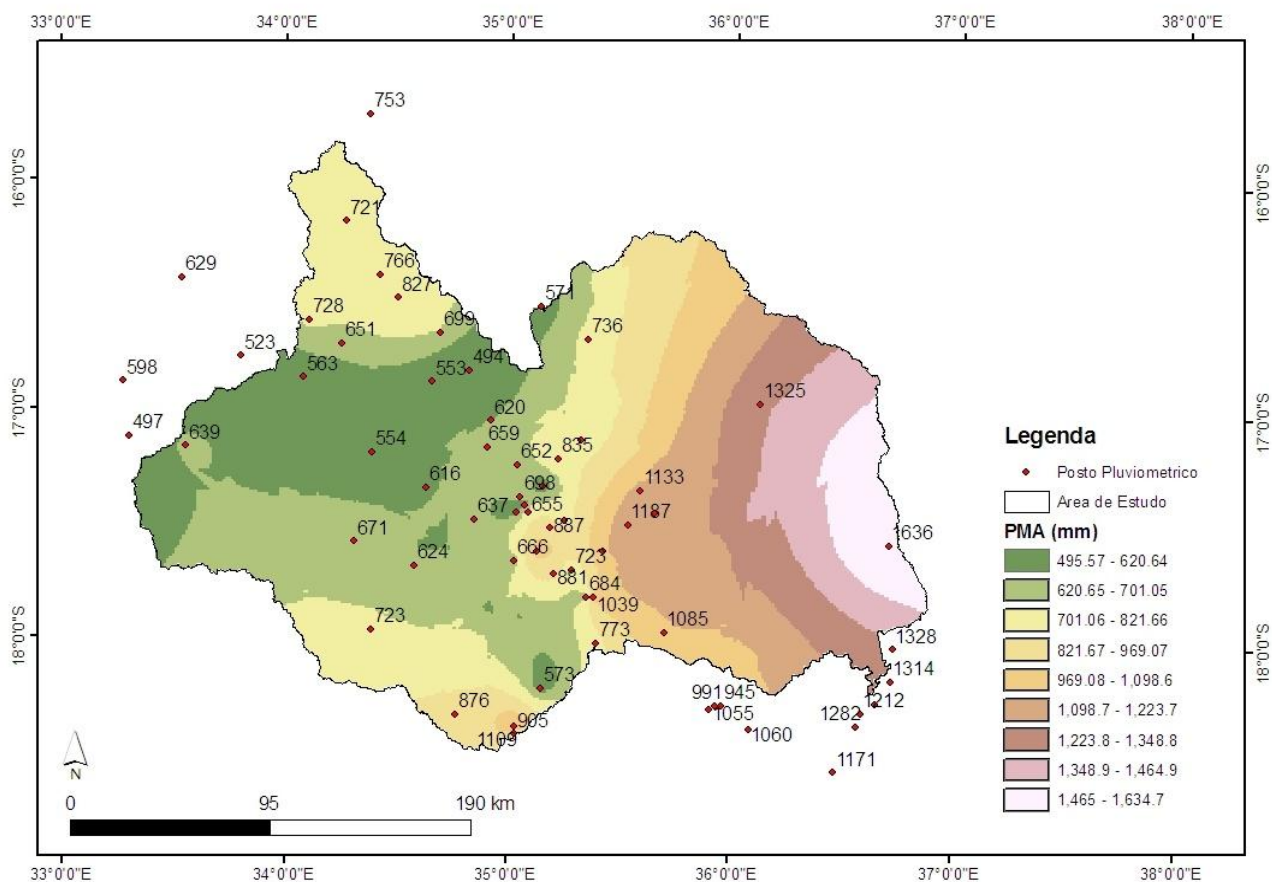 33°0'0"E 34°0'0"E 35°0'0"E 36°0'0"E 37°0'0"E 38°0'0"E
16°0'0"S 16°0'0"S
17°0'0"S 17°0'0"S
18°0'0"S 18°0'0"S
753
721
629
766
827
571
728
699
736
651
523
598
563
553
494
1325
497
620
639
659
554
652
835
616
698
1133
637
655
1187
671
887
1636
624
666
723
881
684
1039
723
773
1085
1328
573
1314
991
945
1212
876
905
1055
1282
1109
1060
1171
Legenda
Posto Pluviometrico
Area de Estudo
PMA (mm)
495.57 - 620.64
620.65 - 701.05
701.06 - 821.66
821.67 - 969.07
969.08 - 1,098.6
1,098.7 - 1,223.7
1,223.8 - 1,348.8
1,348.9 - 1,464.9
1,465 - 1,634.7
N
0 95 190 km
33°0'0"E 34°0'0"E 35°0'0"E 36°0'0"E 37°0'0"E 38°0'0"E